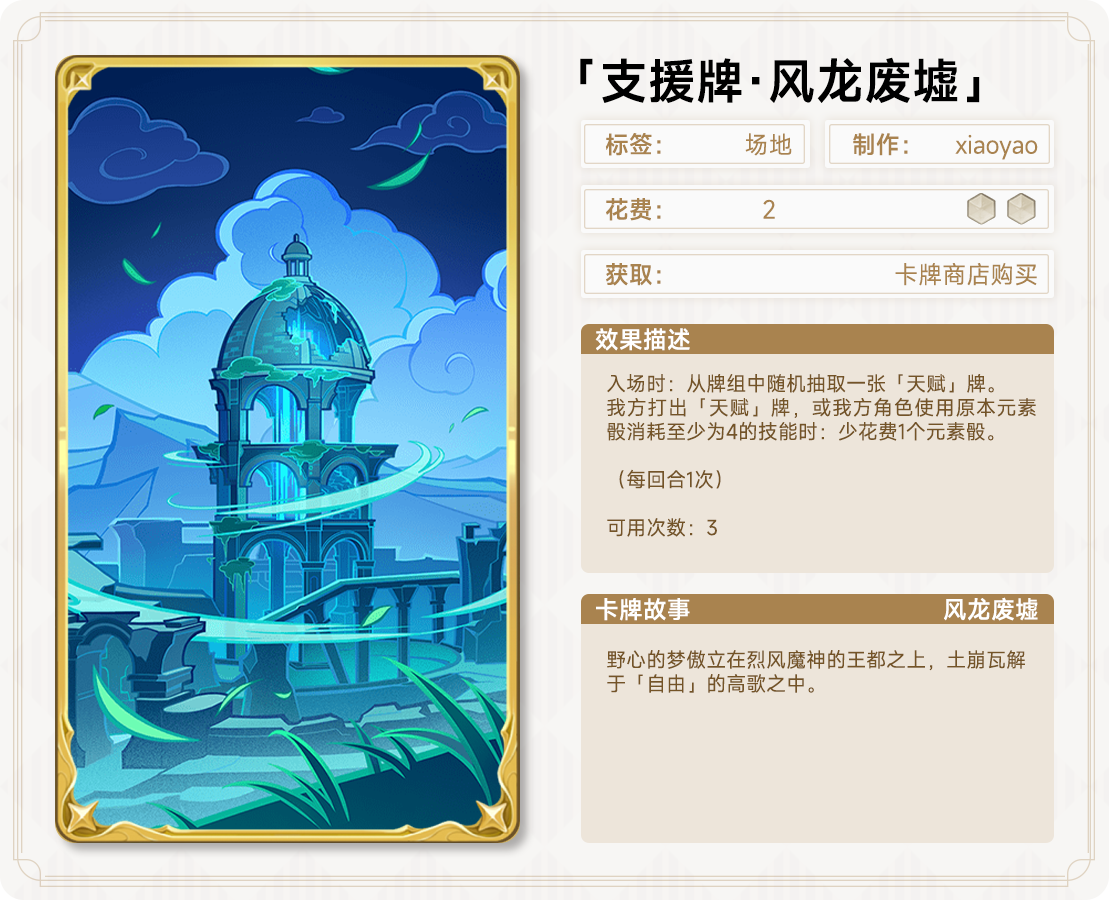 「支援牌·风龙废墟」
标签： 场地
制作： xiaoyao
花费： 2
获取： 卡牌商店购买
效果描述
入场时：从牌组中随机抽取一张「天赋」牌。
我方打出「天赋」牌，或我方角色使用原本元素
骰消耗至少为4的技能时：少花费1个元素骰。
（每回合1次）
可用次数：3
卡牌故事 风龙废墟
野心的梦傲立在烈风魔神的王都之上，土崩瓦解
于「自由」的高歌之中。